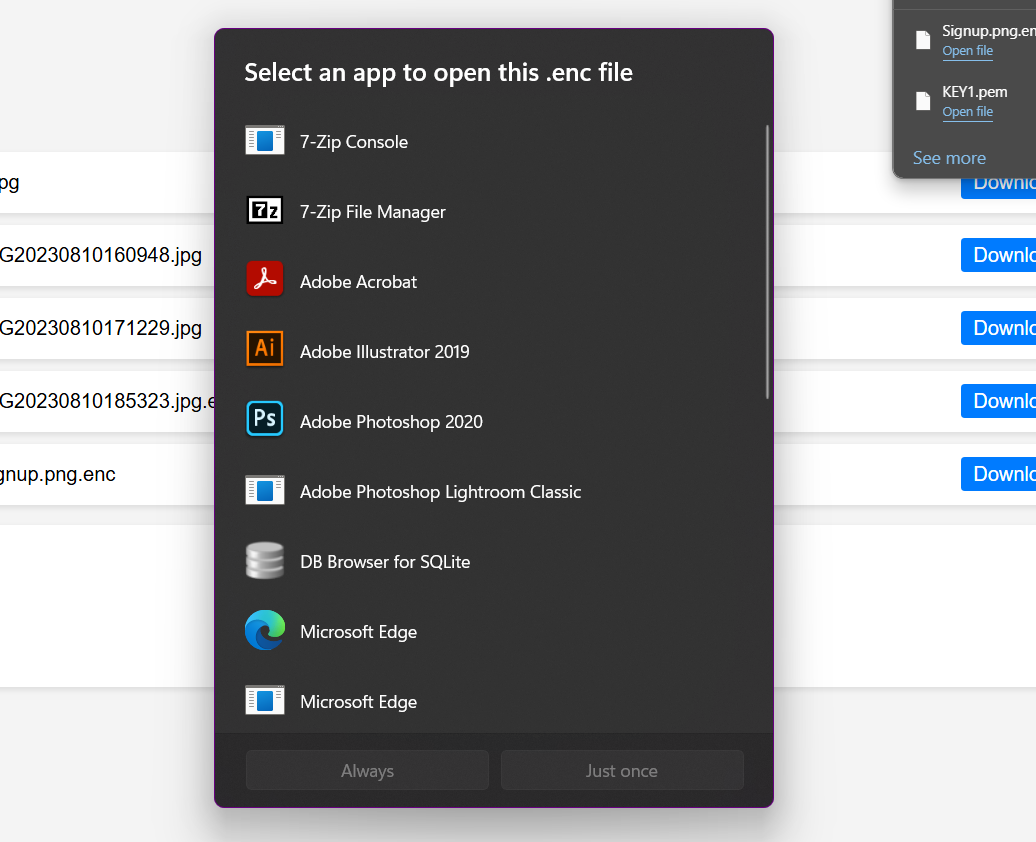 Select an app to open this .enc file
7-Zip Console
7-Zip File Manager
Adobe Acrobat
Ai
Adobe Illustrator 2019
Ps
Adobe Photoshop 2020
Adobe Photoshop Lightroom Classic
DB Browser for SQLite
Microsoft Edge
Microsoft Edge
Always
Just once
Signup.png.en
Open file
KEY1.pem
Open file
See more
pg
Downlo
G20230810160948.jpg
Downlo
G20230810171229.jpg
Downlo
G20230810185323.jpg.e
Downlo
gnup.png.enc
Downlo
7z